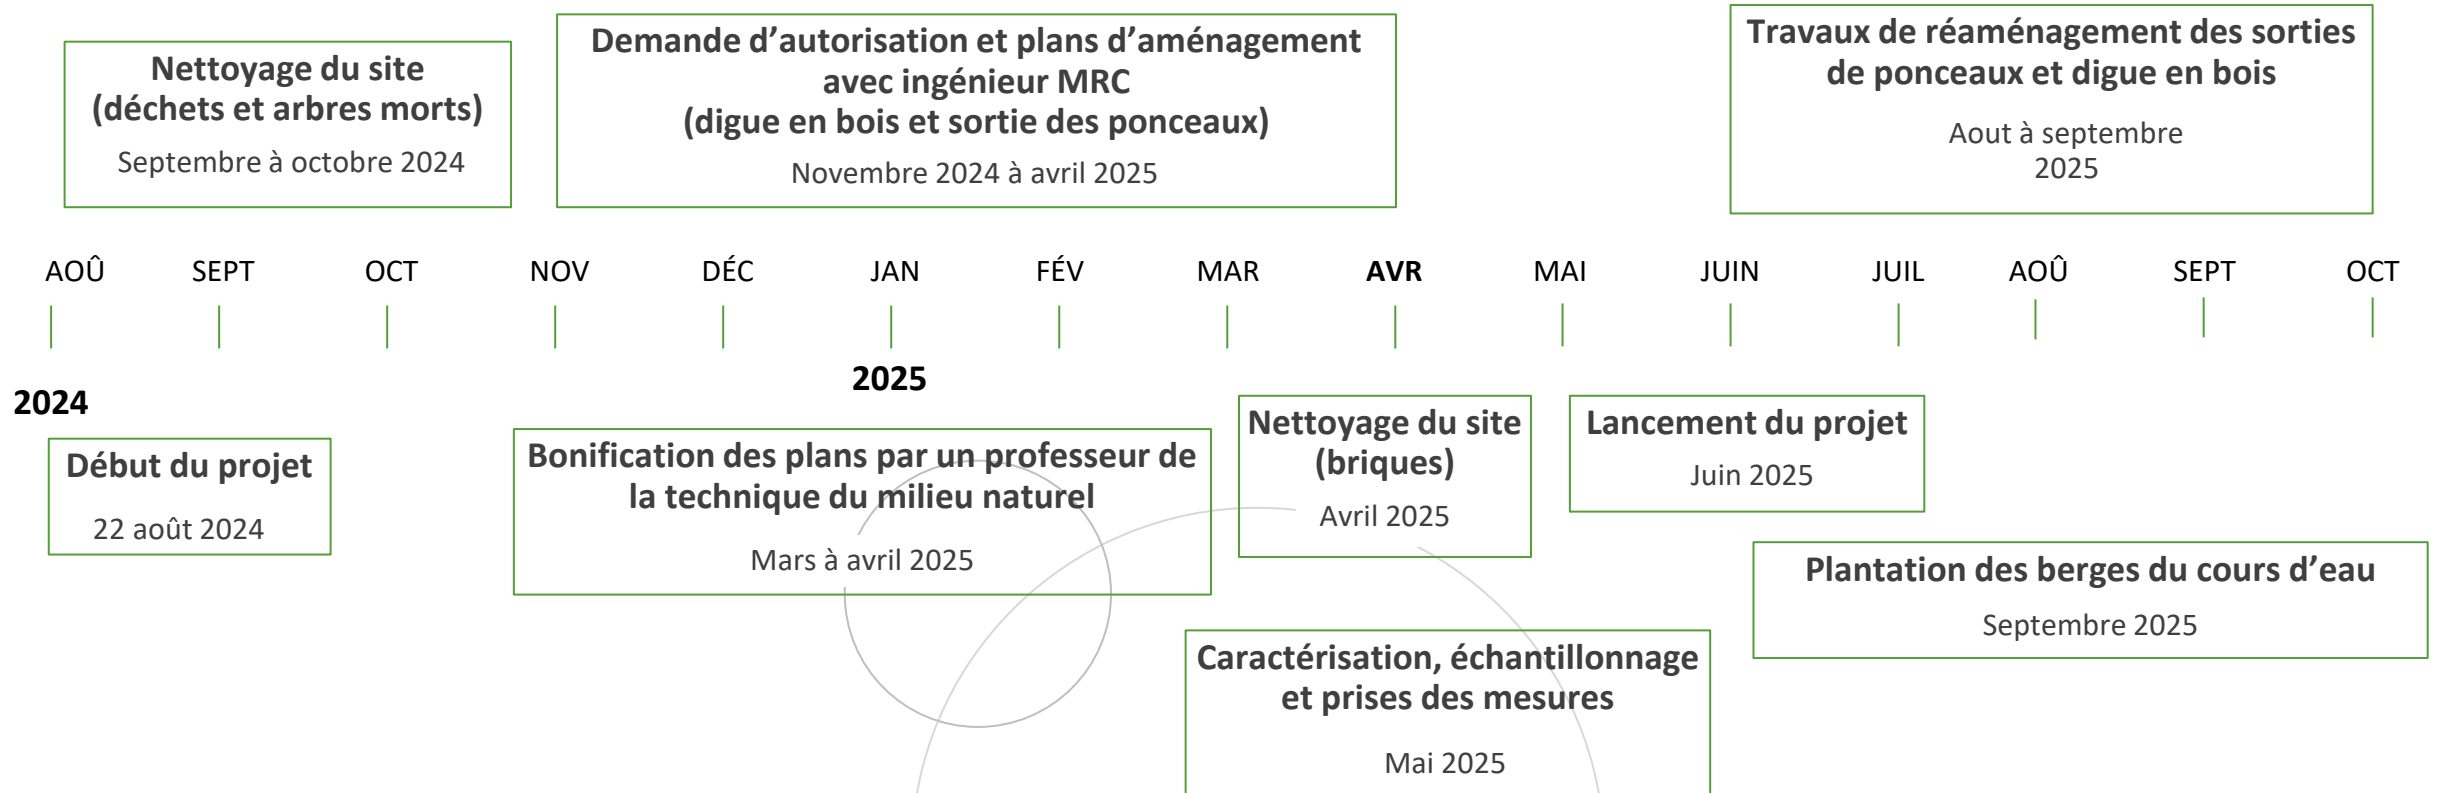 Nettoyage du site
(déchets et arbres morts)
Septembre à octobre 2024
Demande d’autorisation et plans d’aménagement
avec ingénieur MRC
(digue en bois et sortie des ponceaux)
Novembre 2024 à avril 2025
Travaux de réaménagement des sorties
de ponceaux et digue en bois
Aout à septembre
2025
AOÛ SEPT OCT NOV DÉC JAN FÉV MAR AVR MAI JUIN JUIL AOÛ SEPT OCT
2024
2025
Début du projet
22 août 2024
Bonification des plans par un professeur de
la technique du milieu naturel
Mars à avril 2025
Nettoyage du site
(briques)
Avril 2025
Lancement du projet
Juin 2025
Caractérisation, échantillonnage
et prises des mesures
Mai 2025
Plantation des berges du cours d’eau
Septembre 2025